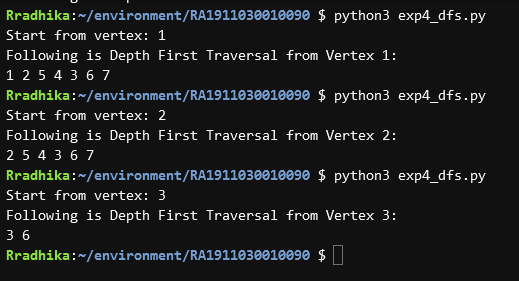 Rradhika:~/environment/RA1911030010090 $ python3 exp4_dfs.py
Start from vertex: 1
Following is Depth First Traversal from Vertex 1:
1 2 5 4 3 6 7
Rradhika:~/environment/RA1911030010090 $ python3 exp4_dfs.py
Start from vertex: 2
Following is Depth First Traversal from Vertex 2:
2 5 4 3 6 7
Rradhika:~/environment/RA1911030010090 $ python3 exp4_dfs.py
Start from vertex: 3
Following is Depth First Traversal from Vertex 3:
3 6
Rradhika:~/environment/RA1911030010090 $